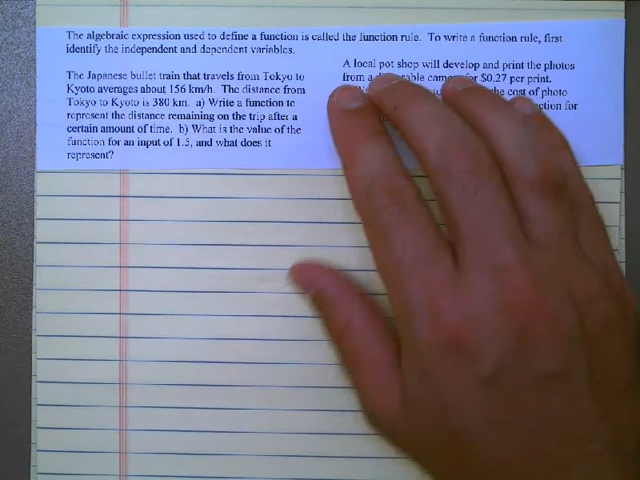 The algebraic expression used to define a function is called the function rule. To write a function rule, first
identify the independent and dependent variables.
The Japanese bullet train that travels from Tokyo to
Kyoto averages about 156 km/h. The distance from
Tokyo to Kyoto is 380 km. a) Write a function to
represent the distance remaining on the trip after a
certain amount of time. b) What is the value of the
function for an input of 1.5, and what does it
represent?
A local pot shop will develop and print the photos
from a for $0.27 per print.
the cost of photo
for